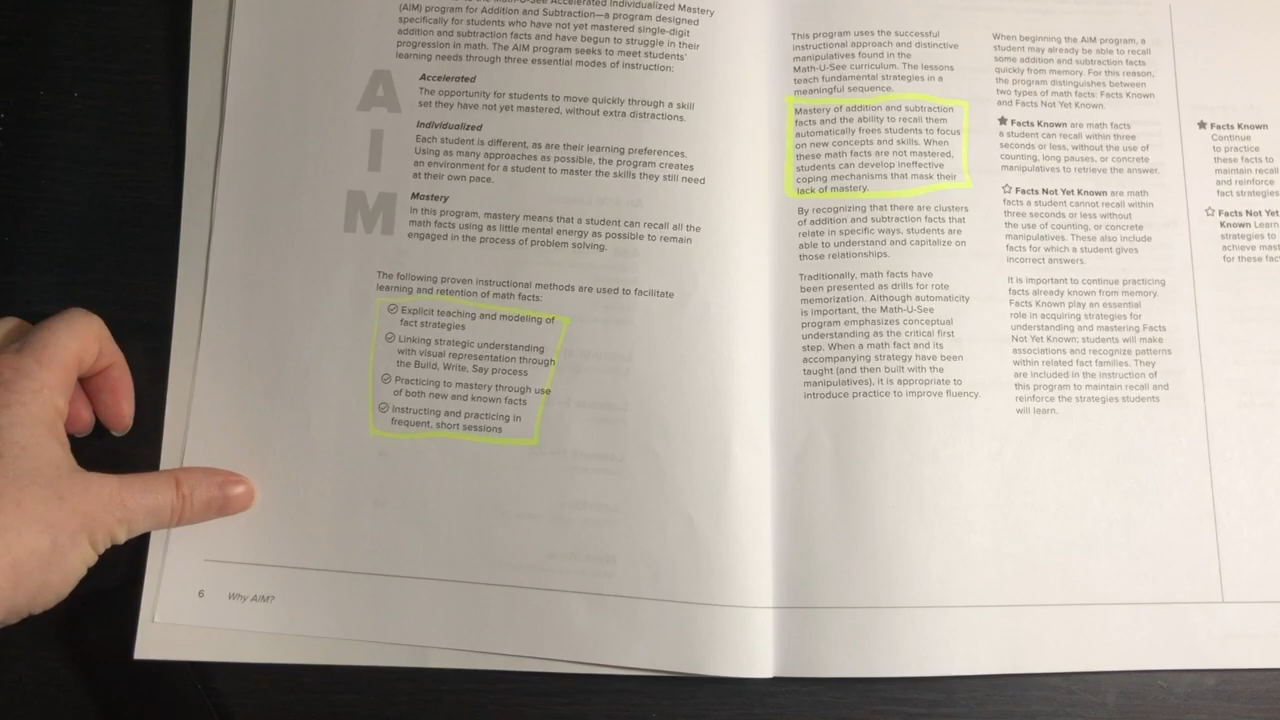 Accelerated Individualized Mastery
(AIM) program for Addition and Subtraction—a program designed
specifically for students who have not yet mastered single-digit
addition and subtraction facts and have begun to struggle in their
progression in math. The AIM program seeks to meet students'
learning needs through three essential modes of instruction:
A
Accelerated
The opportunity for students to move quickly through a skill
set they have not yet mastered, without extra distractions.
I
Individualized
Each student is different, as are their learning preferences.
Using as many approaches as possible, the program creates
an environment for a student to master the skills they still need
at their own pace.
M
Mastery
In this program, mastery means that a student can recall all the
math facts using as little mental energy as possible to remain
engaged in the process of problem solving.
The following proven instructional methods are used to facilitate
learning and retention of math facts:
Explicit teaching and modeling of
fact strategies
Linking strategic understanding
with visual representation through
the Build, Write, Say process
Practicing to mastery through use
of both new and known facts
Instructing and practicing in
frequent, short sessions
6 Why AIM?
This program uses the successful
instructional approach and distinctive
manipulatives found in the
Math-U-See curriculum. The lessons
teach fundamental strategies in a
meaningful sequence.
Mastery of addition and subtraction
facts and the ability to recall them
automatically frees students to focus
on new concepts and skills. When
these math facts are not mastered,
students can develop ineffective
coping mechanisms that mask their
lack of mastery.
By recognizing that there are clusters
of addition and subtraction facts that
relate in specific ways, students are
able to understand and capitalize on
those relationships.
Traditionally, math facts have
been presented as drills for rote
memorization. Although automaticity
is important, the Math-U-See
program emphasizes conceptual
understanding as the critical first
step. When a math fact and its
accompanying strategy have been
taught (and then built with the
manipulatives), it is appropriate to
introduce practice to improve fluency.
When beginning the AIM program, a
student may already be able to recall
some addition and subtraction facts
quickly from memory. For this reason,
the program distinguishes between
two types of math facts: Facts Known
and Facts Not Yet Known.
★ Facts Known are math facts
a student can recall within three
seconds or less, without the use of
counting, long pauses, or concrete
manipulatives to retrieve the answer.
☆ Facts Not Yet Known are math
facts a student cannot recall within
three seconds or less without
the use of counting, or concrete
manipulatives. These also include
facts for which a student gives
incorrect answers.
It is important to continue practicing
facts already known from memory.
Facts Known play an essential
role in acquiring strategies for
understanding and mastering Facts
Not Yet Known; students will make
associations and recognize patterns
within related fact families. They
are included in the instruction of
this program to maintain recall and
reinforce the strategies students
will learn.
★ Facts Known
Continue
to practice
these facts to
maintain recall
and reinforce
fact strategies
☆ Facts Not Yet
Known Learn
strategies to
achieve mast
for these fac